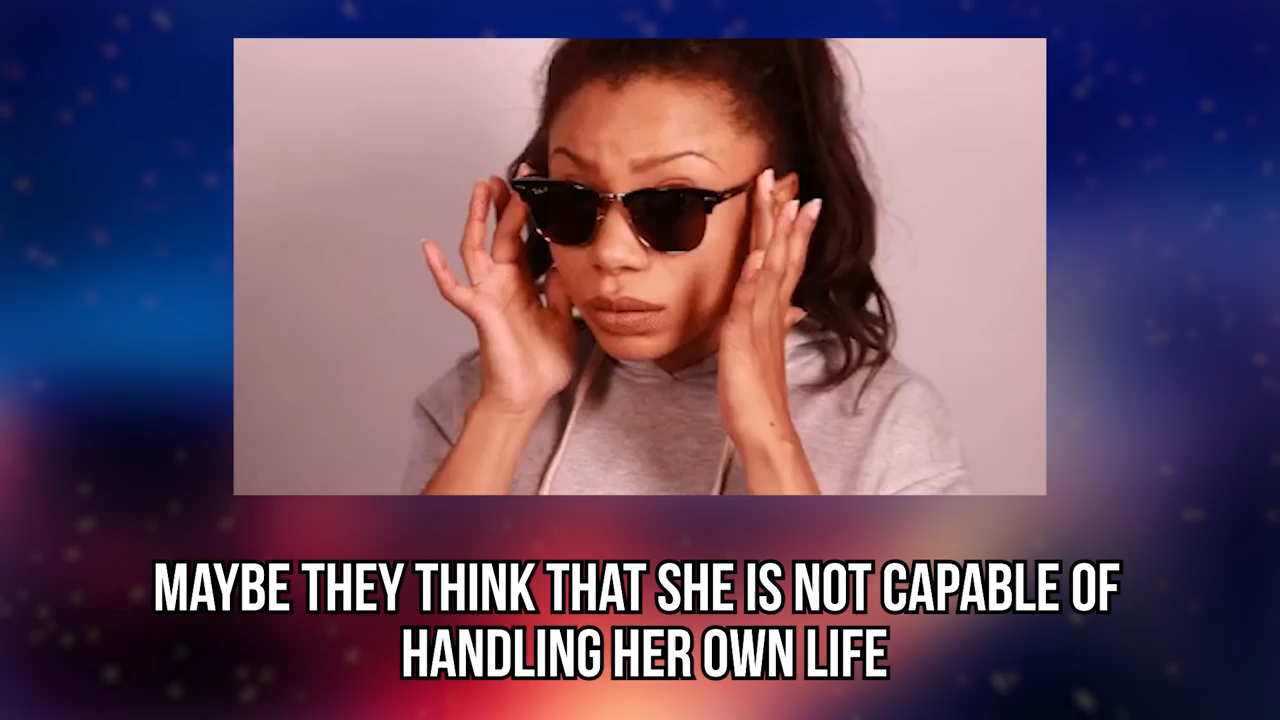 MAYBE THEY THINK THAT SHE IS NOT CAPABLE OF
HANDLING HER OWN LIFE